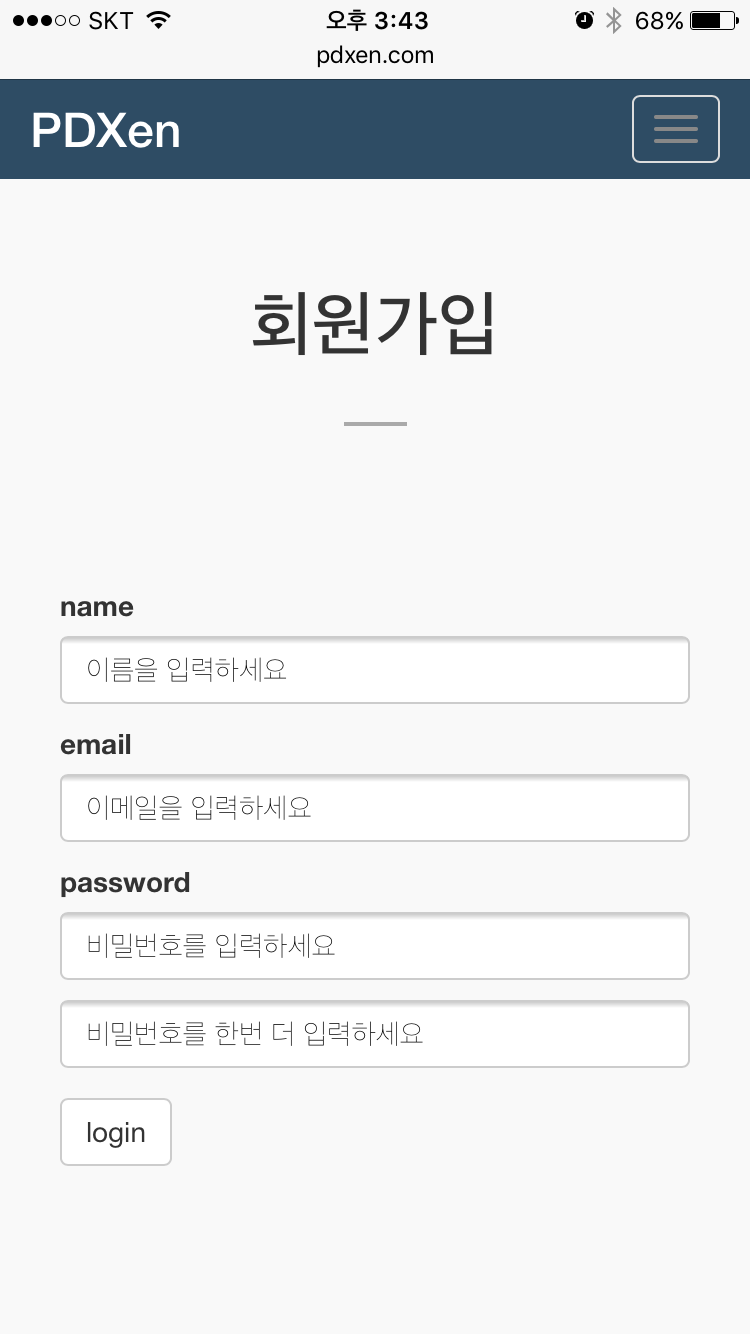 SKT 오후 3:43 68%
pdxen.com
PDXen
회원가입
name
이름을 입력하세요
email
이메일을 입력하세요
password
비밀번호를 입력하세요
비밀번호를 한번 더 입력하세요
login